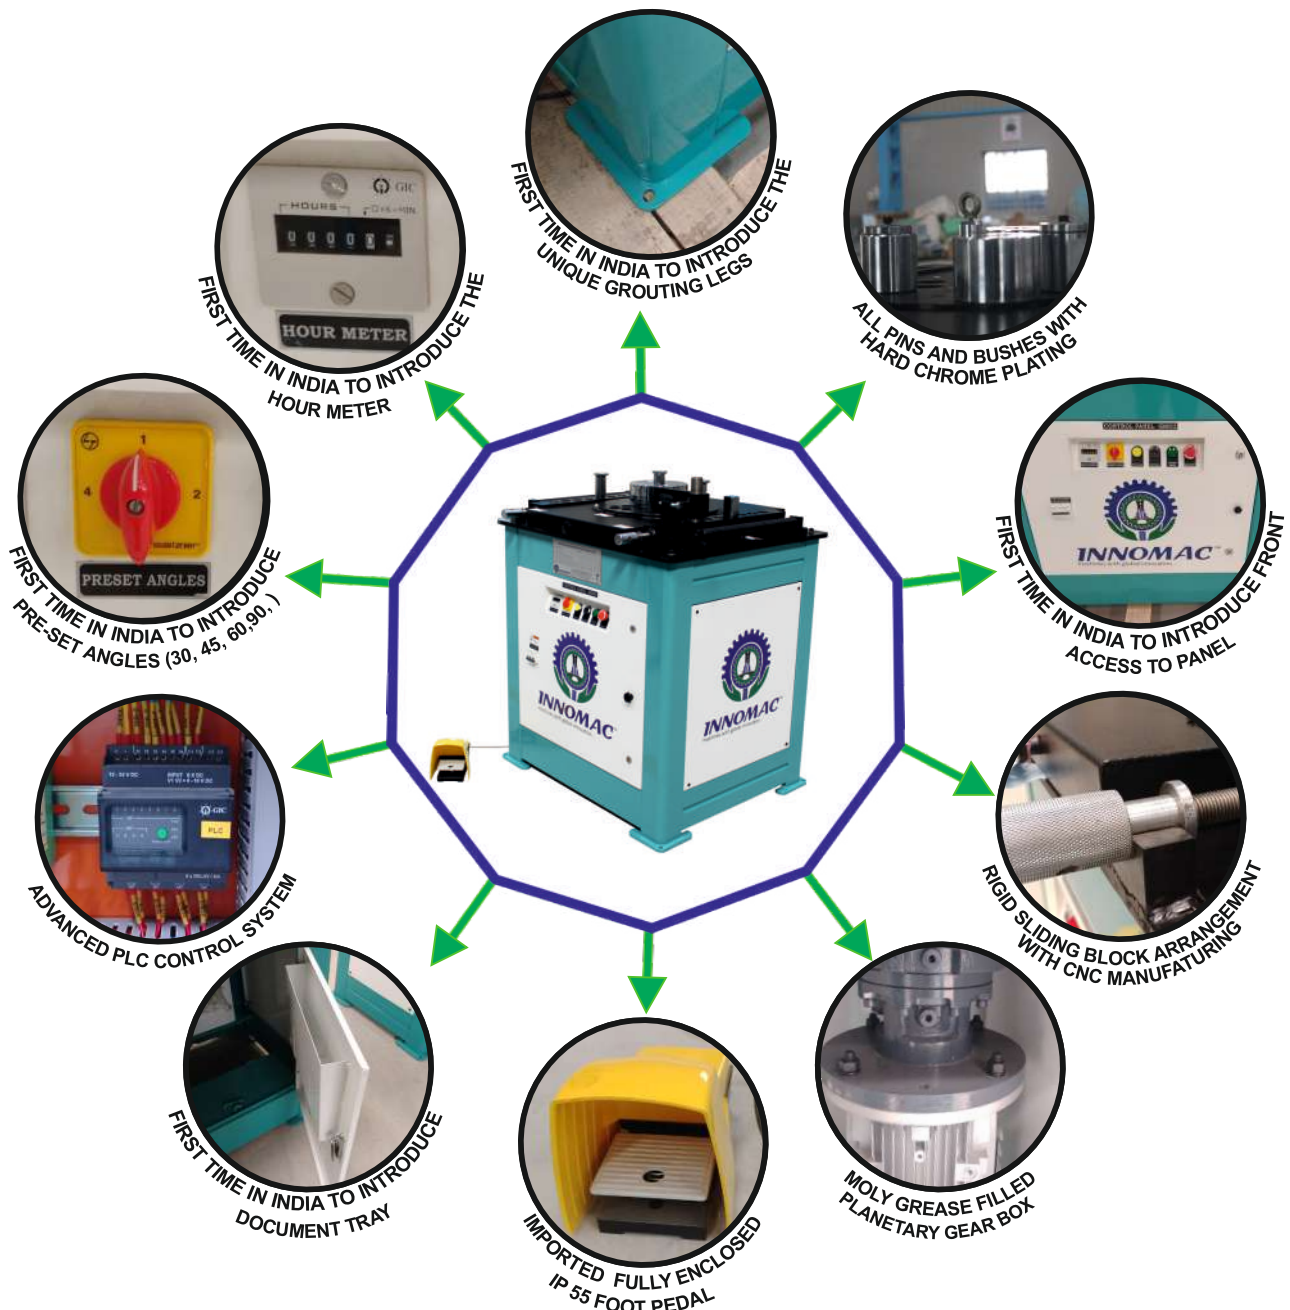 FIRST TIME IN INDIA TO INTRODUCE THE
UNIQUE GROUTING LEGS
GIC
HOURS
HOUR METER
FIRST TIME IN INDIA TO INTRODUCE THE
HOUR METER
ALL PINS AND BUSHES WITH
HARD CHROME PLATING
1
4
2
PRESET ANGLES
FIRST TIME IN INDIA TO INTRODUCE
PRE-SET ANGLES (30, 45, 60,90, )
INNOMAC
FIRST TIME IN INDIA TO INTRODUCE FRONT
ACCESS TO PANEL
INNOMAC
INNOMAC
GIC
PLC
ADVANCED PLC CONTROL SYSTEM
RIGID SLIDING BLOCK ARRANGEMENT
WITH CNC MANUFATURING
FIRST TIME IN INDIA TO INTRODUCE
DOCUMENT TRAY
MOLY GREASE FILLED
PLANETARY GEAR BOX
IMPORTED FULLY ENCLOSED
IP 55 FOOT PEDAL